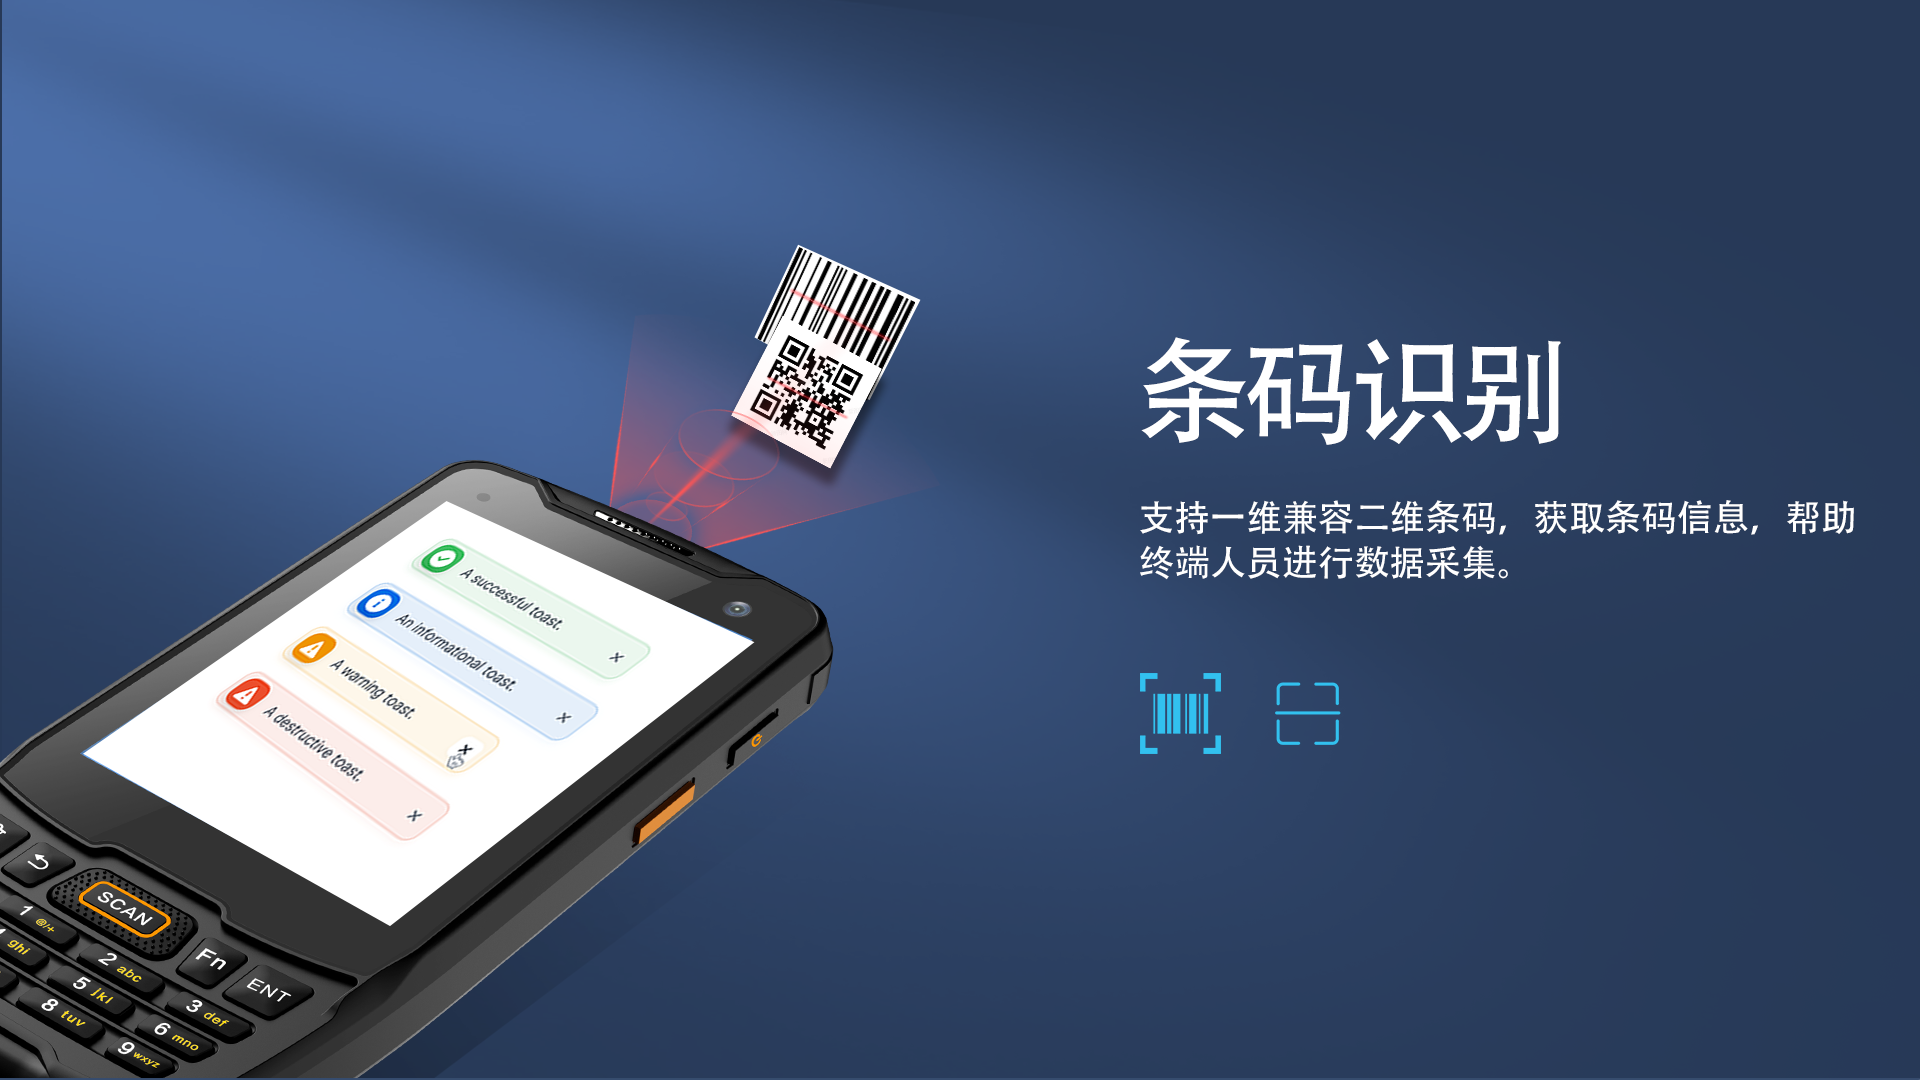 条码识别
支持一维兼容二维条码，获取条码信息，帮助
终端人员进行数据采集。
A successful toast.
An informational toast.
A warning toast.
A destructive toast.
SCAN
Fn
ENT
1 @/+
2 abc
3 def
4 ghi
5 jkl
6 mno
8 tuv
9 wxyz